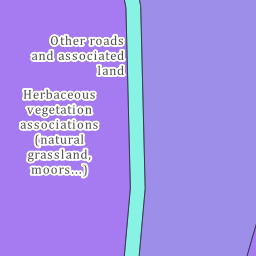 Other roads
and associated
land
Herbaceous
vegetation
associations
(natural
grassland,
moors...)